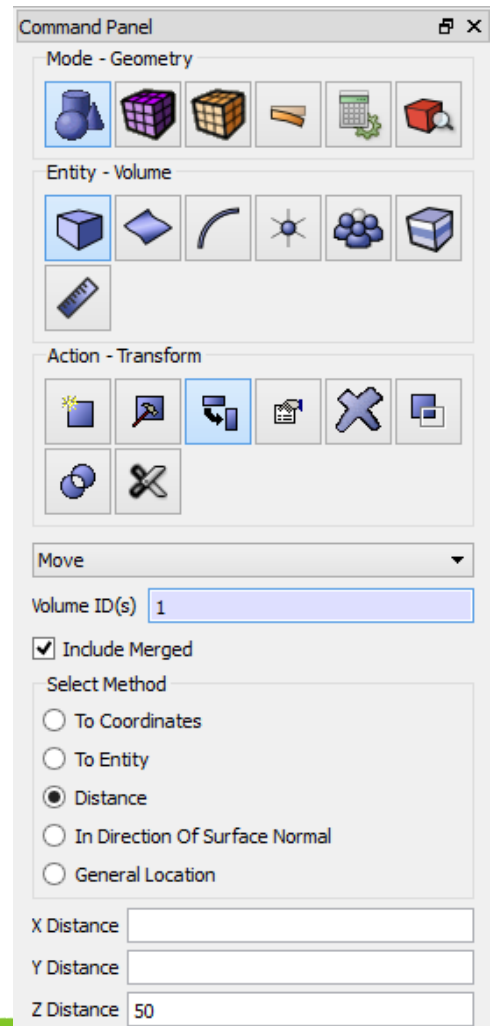 Command Panel
Mode - Geometry
Entity - Volume
Action - Transform
Move
Volume ID(s) 1
Include Merged
Select Method
To Coordinates
To Entity
Distance
In Direction Of Surface Normal
General Location
X Distance
Y Distance
Z Distance 50